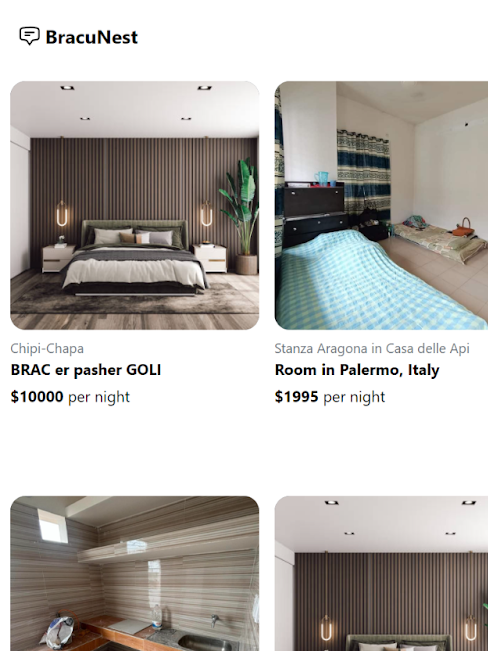 BracuNest
Chipi-Chapa
BRAC er pasher GOLI
$10000 per night
Stanza Aragona in Casa delle Api
Room in Palermo, Italy
$1995 per night